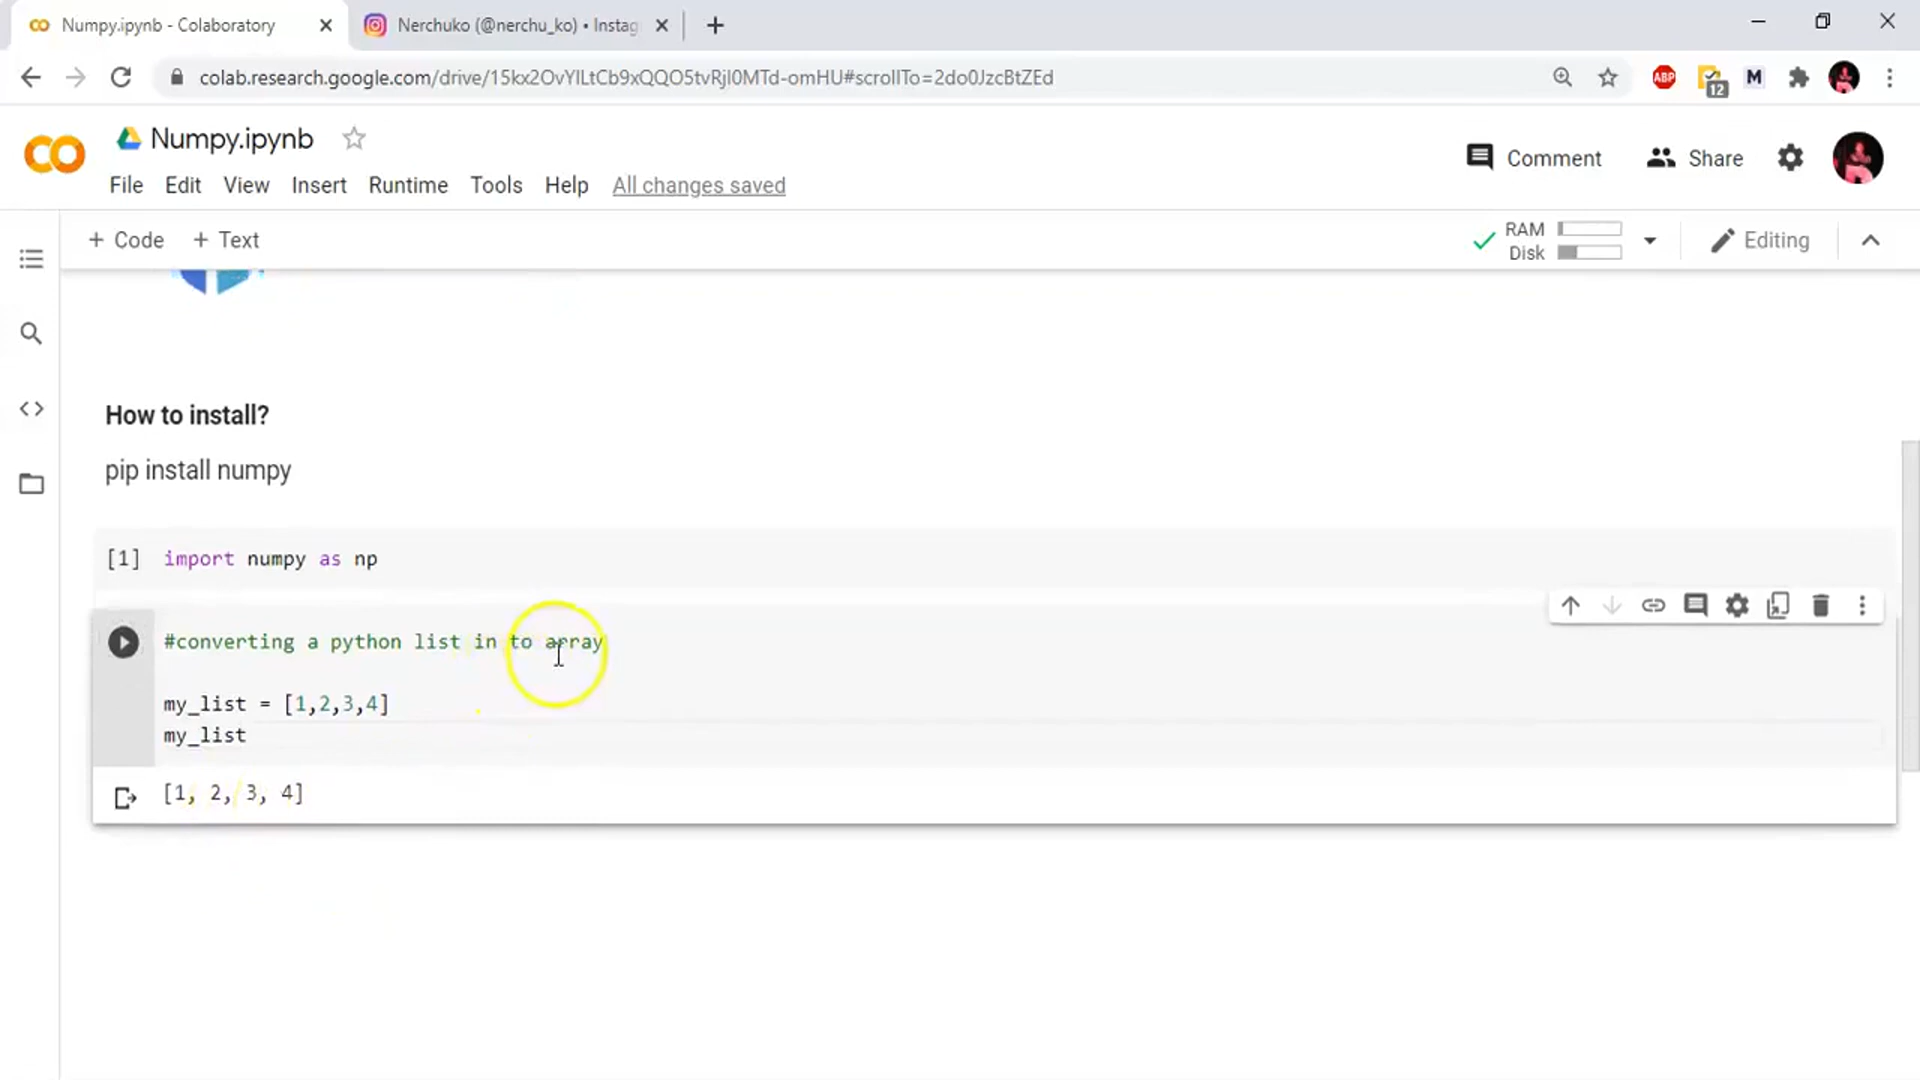 Numpy.ipynb - Colaboratory
Nerchuko (@nerchu_ko) • Instag
colab.research.google.com/drive/15kx2OvYlLtCb9xQQO5tvRjl0MTd-omHU#scrollTo=2do0JzcBtZEd
ABP
12
M
CO
Numpy.ipynb
Comment
Share
File Edit View Insert Runtime Tools Help All changes saved
+ Code + Text
RAM
Disk
Editing
How to install?
pip install numpy
[1] import numpy as np
#converting a python list in to array
my_list = [1,2,3,4]
my_list
[1, 2, 3, 4]